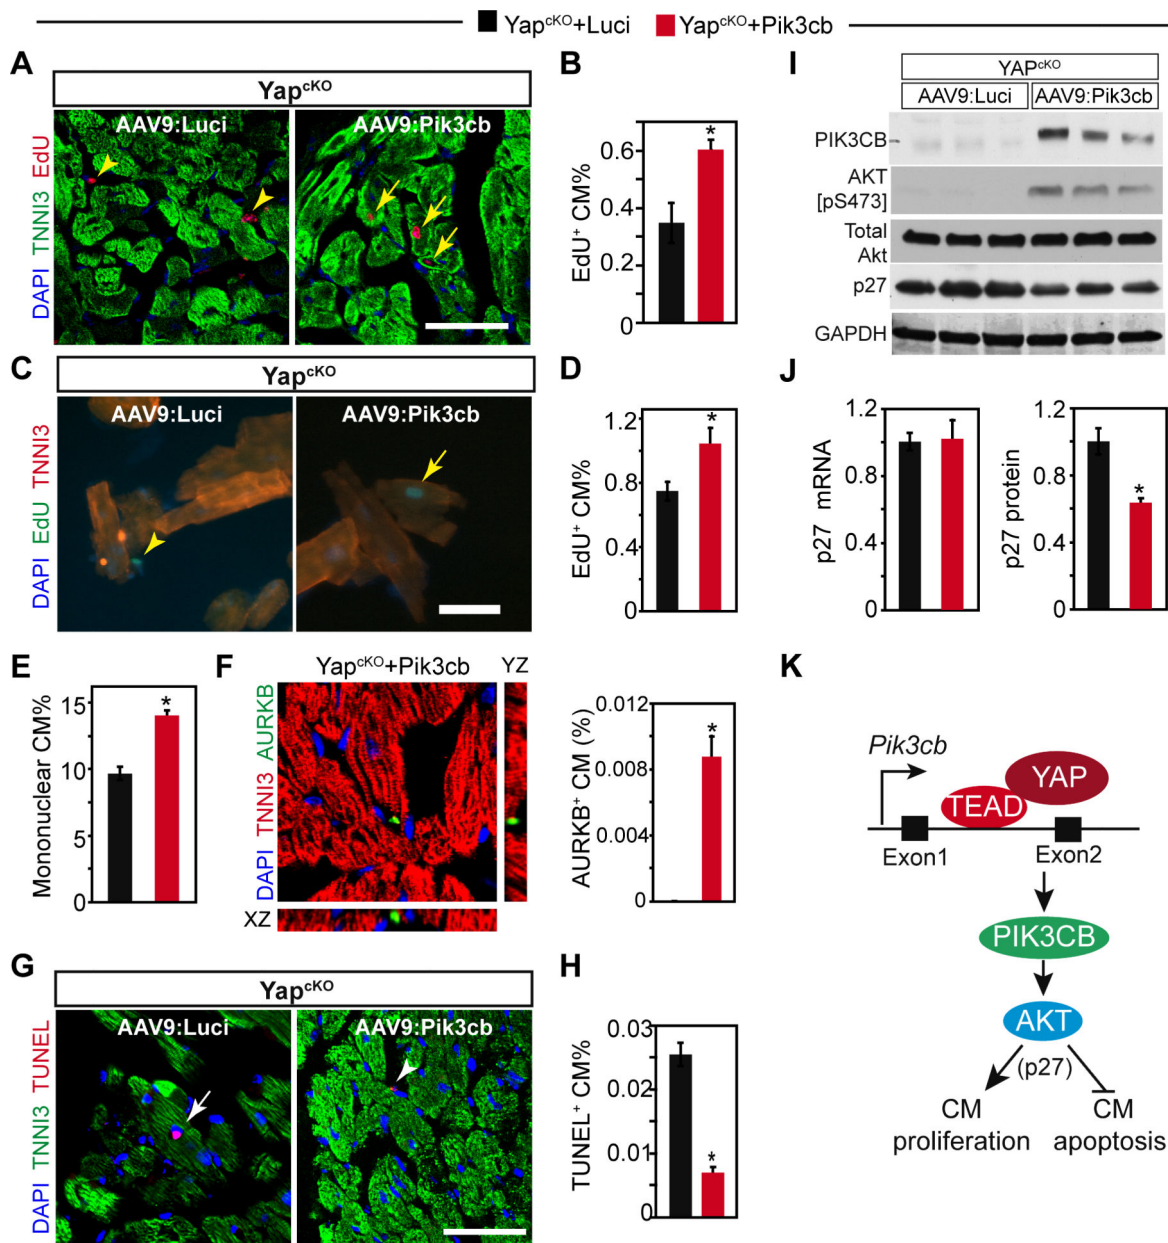 Yap^cKO+Luci Yap^cKO+Pik3cb
A
Yap^cKO
AAV9:Luci AAV9:Pik3cb
DAPI TNNI3 EdU
B
EdU+ CM%
0.6
0.4
0.2
0
*
C
Yap^cKO
AAV9:Luci AAV9:Pik3cb
DAPI EdU TNNI3
D
EdU+ CM%
1.2
0.8
0.4
0
*
E
Mononuclear CM%
15
10
5
0
*
F
Yap^cKO+Pik3cb YZ
DAPI TNNI3 AURKB
XZ
AURKB+ CM (%)
0.012
0.008
0.004
0
*
G
Yap^cKO
AAV9:Luci AAV9:Pik3cb
DAPI TNNI3 TUNEL
H
TUNEL+ CM%
0.03
0.02
0.01
0
*
I
YAP^cKO
AAV9:Luci AAV9:Pik3cb
PIK3CB
AKT
[pS473]
Total
Akt
p27
GAPDH
J
p27 mRNA
1.2
0.8
0.4
0
p27 protein
1.2
0.8
0.4
0
*
K
Pik3cb
YAP
TEAD
Exon1 Exon2
PIK3CB
AKT
(p27)
CM CM
proliferation apoptosis